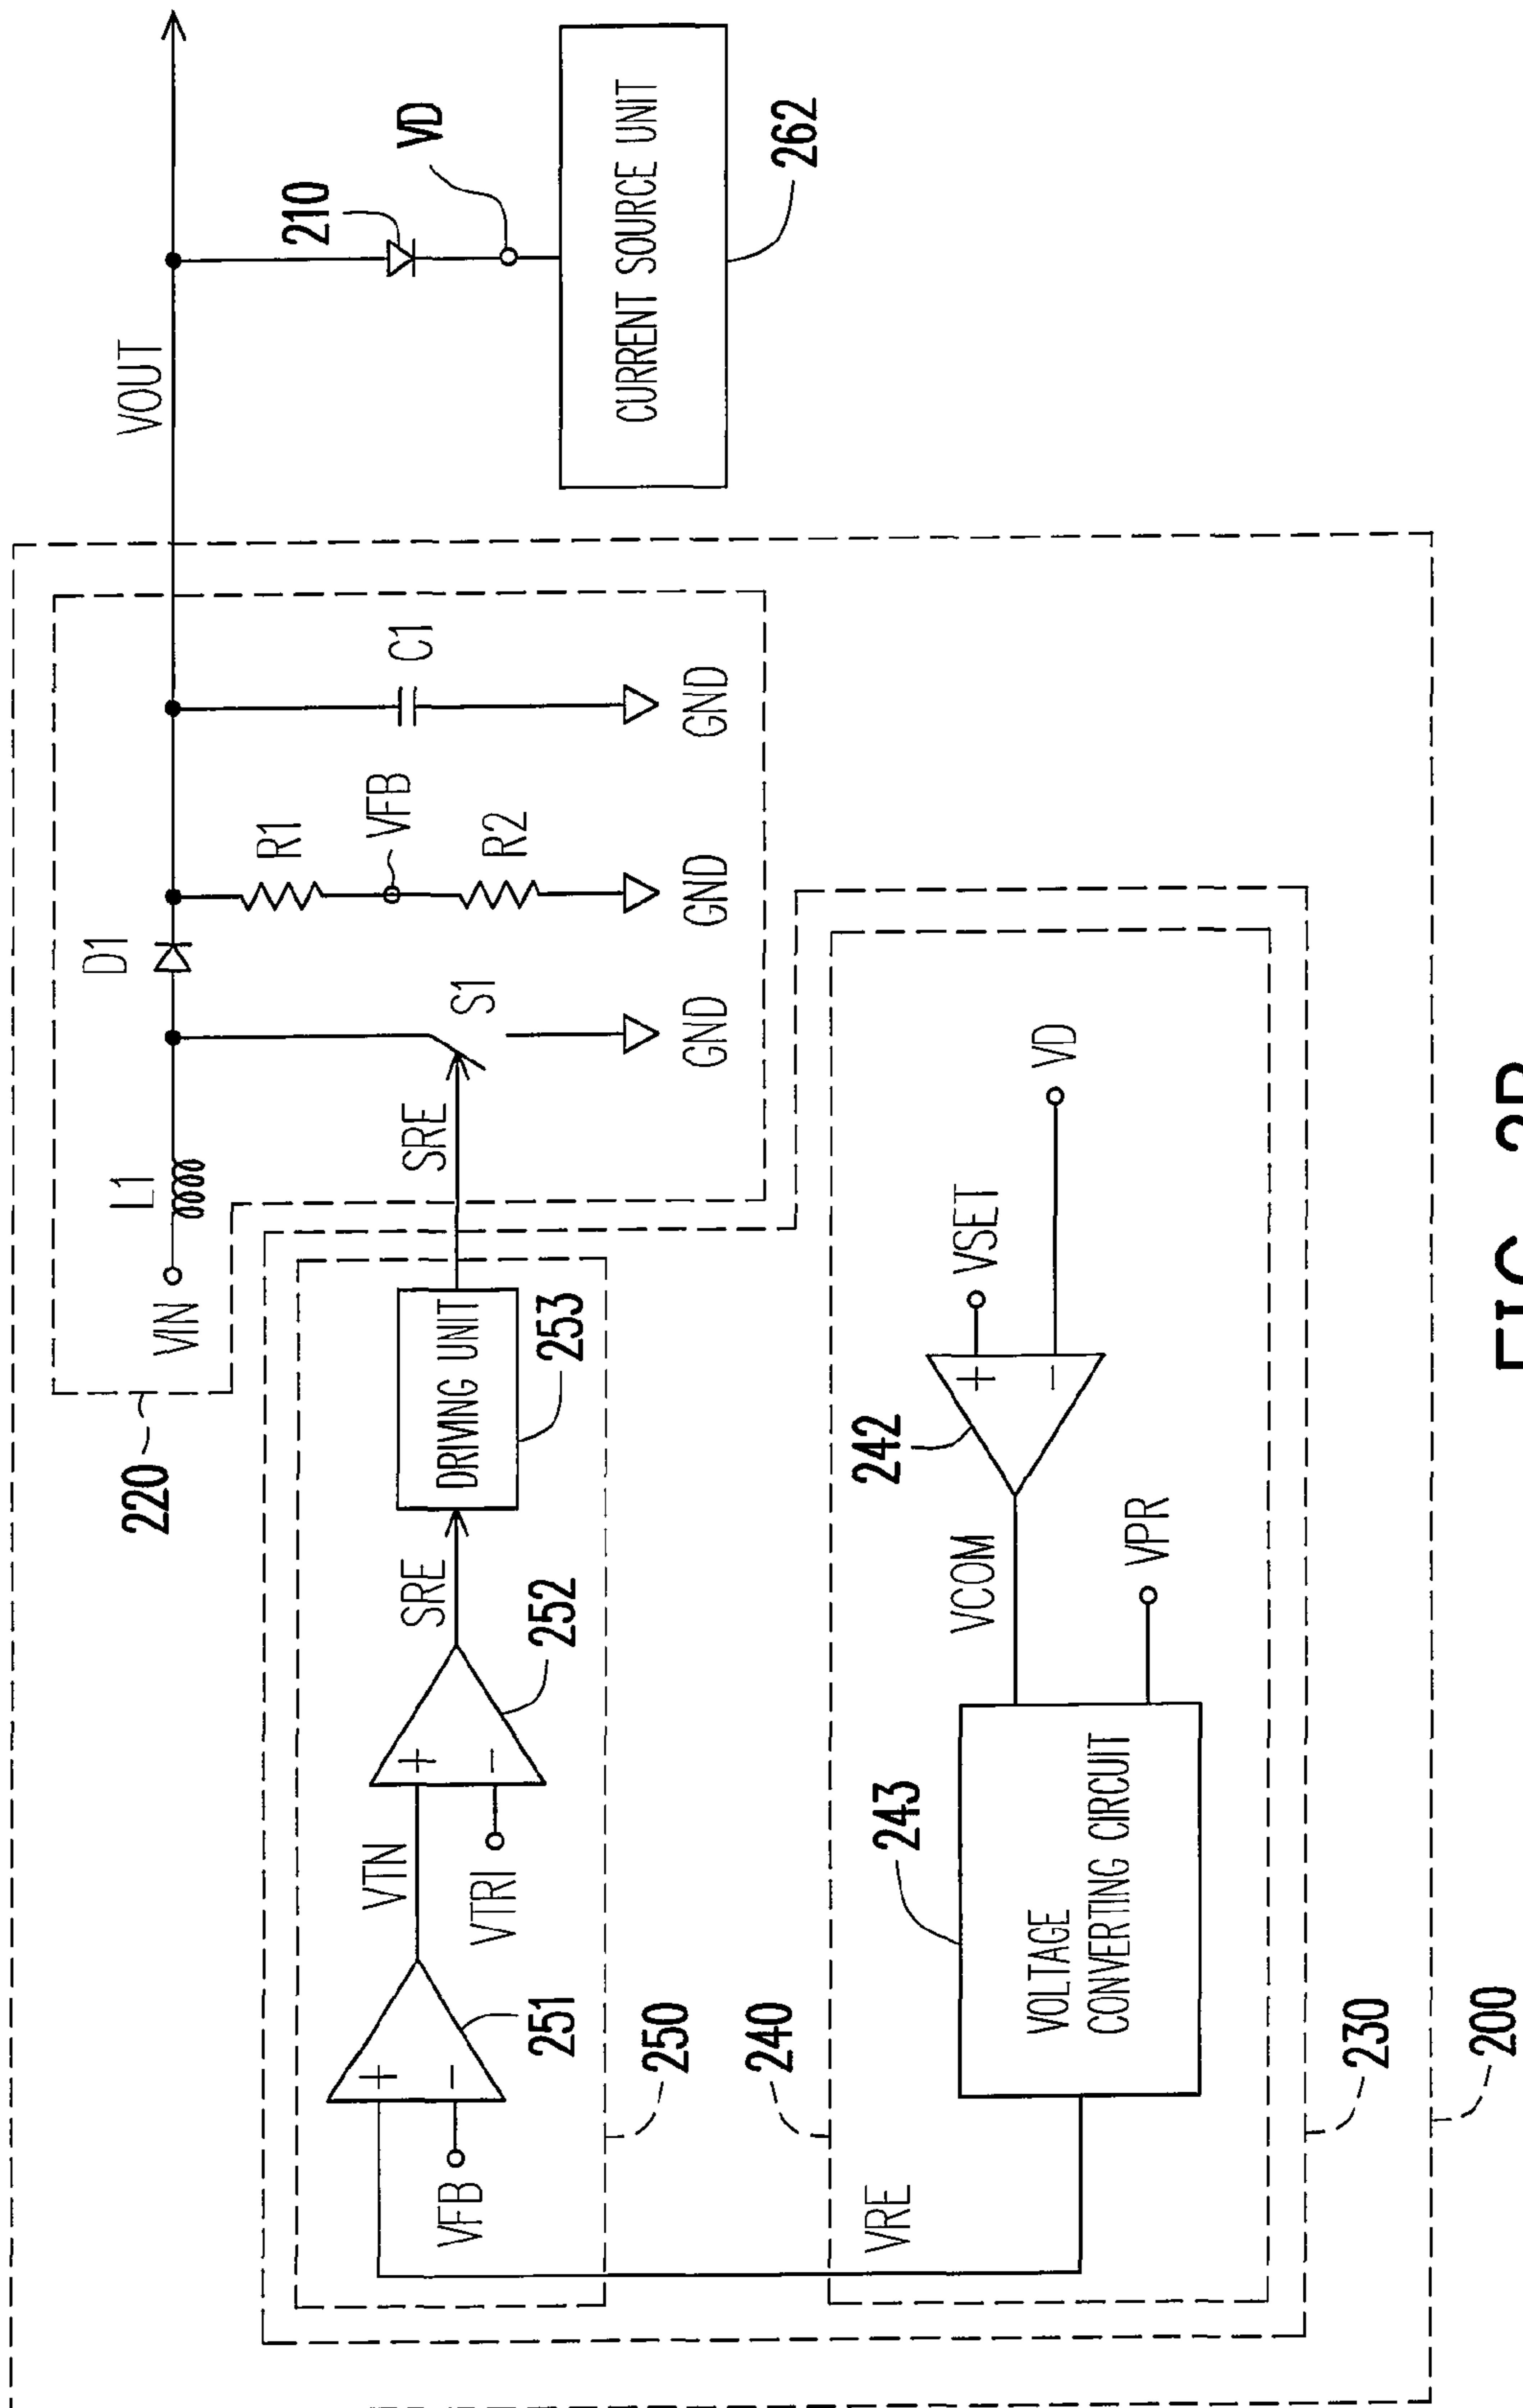 D1
L1
VOUT
220
VIN
R1
210
VFB
VTN
SRE
SRE
C1
VD
VFB
VTRI
DRIVING UNIT
S1
R2
251
252
253
250
CURRENT SOURCE UNIT
GND
GND
GND
240
262
VRE
243
242
VCOM
VSET
VOLTAGE
CONVERTING CIRCUIT
VD
VPR
230
200
FIG